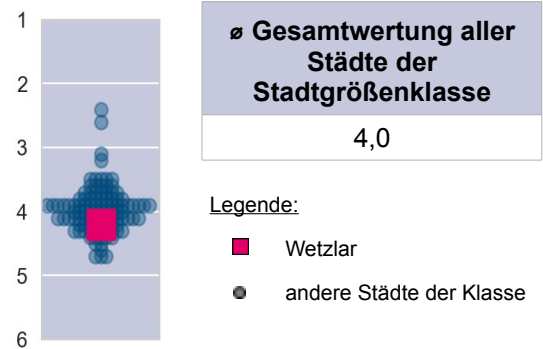 1
2
3
4
5
6
⌀ Gesamtwertung aller
Städte der
Stadtgrößenklasse
4,0
Legende:
Wetzlar
andere Städte der Klasse